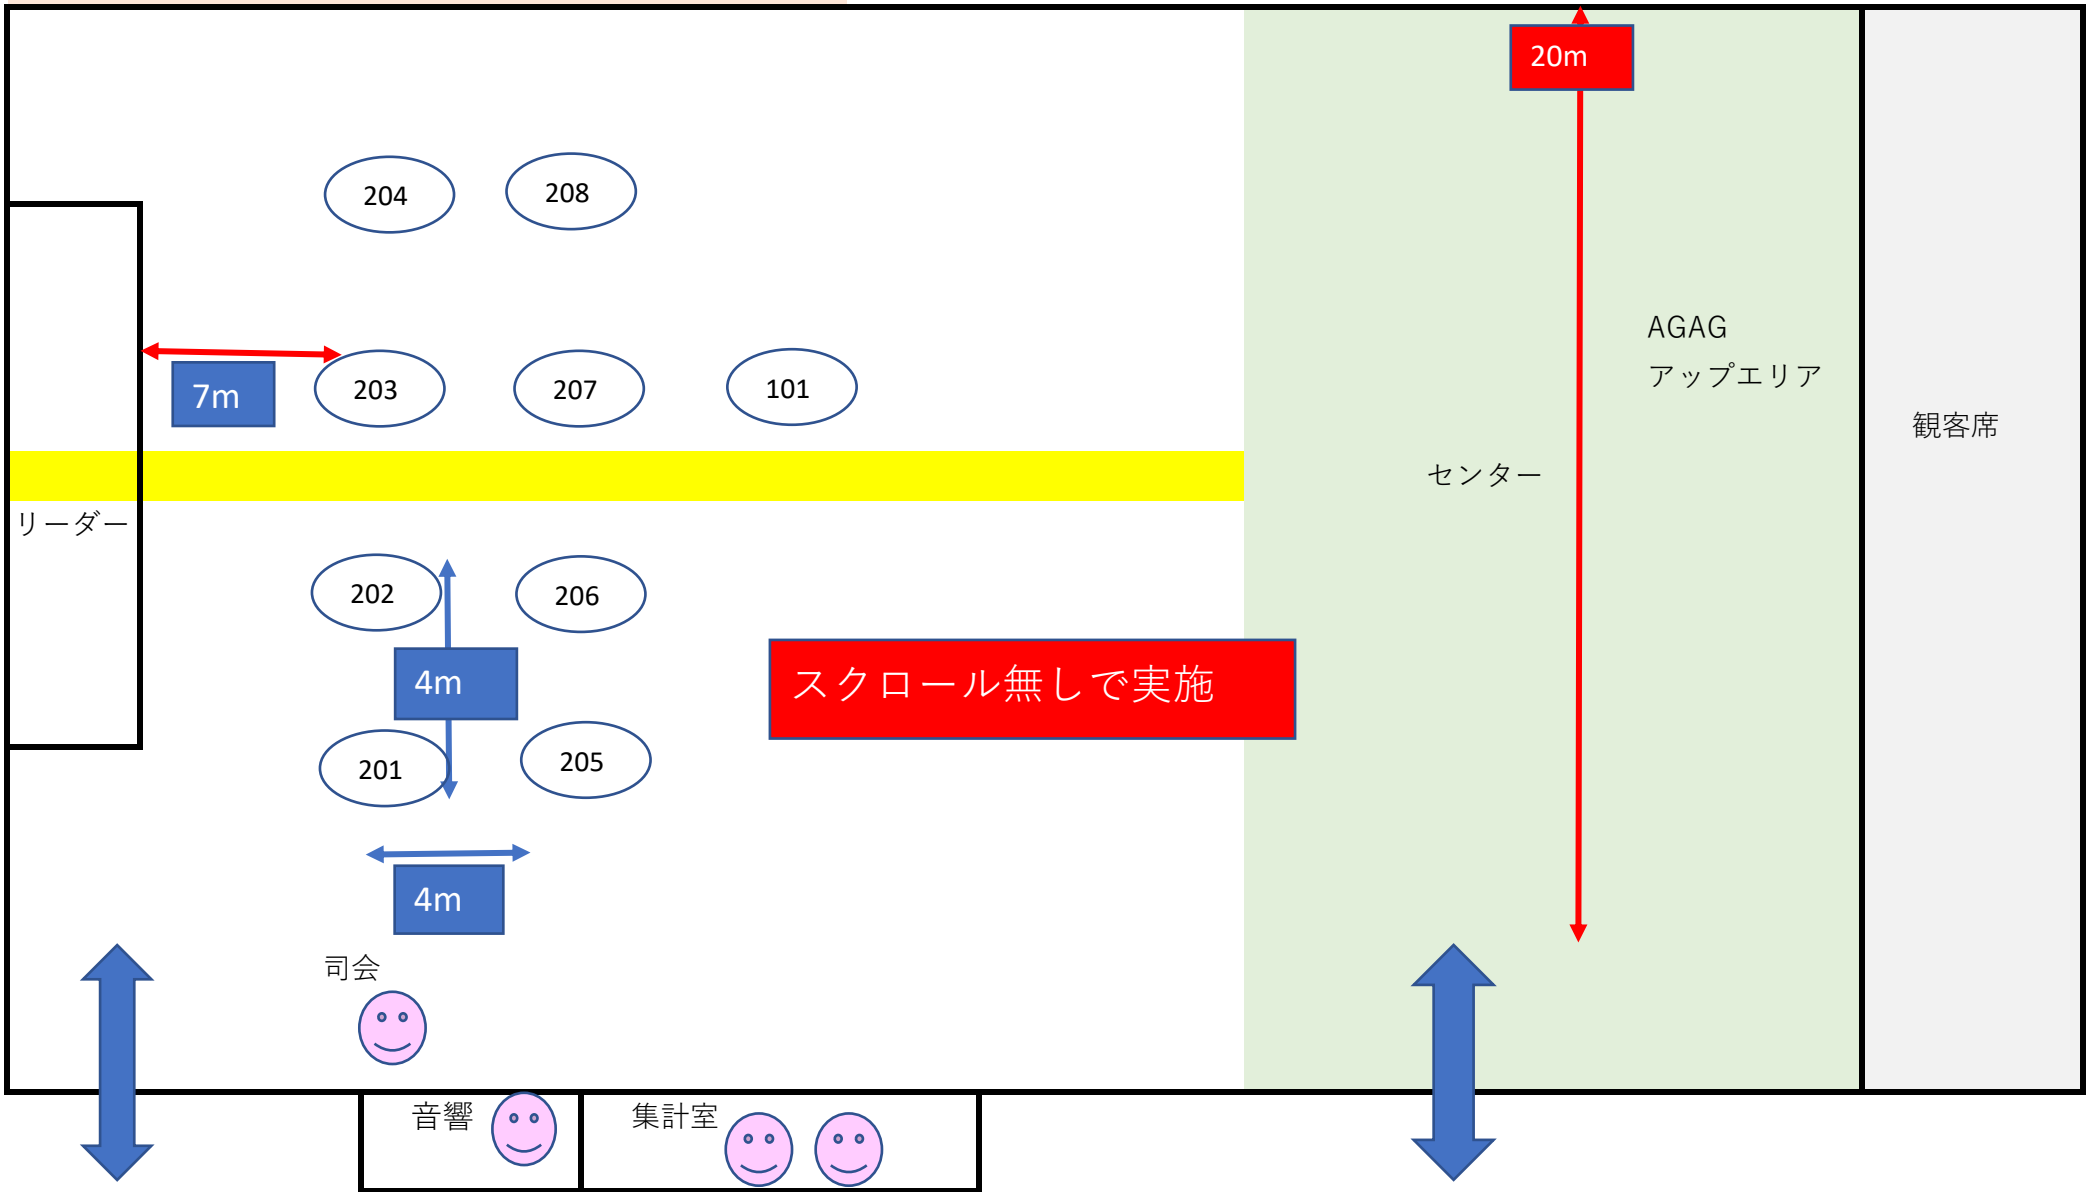 20m
204
208
AGAG
アップエリア
7m
203
207
101
観客席
センター
リーダー
202
206
4m
スクロール無しで実施
201
205
4m
司会
音響
集計室